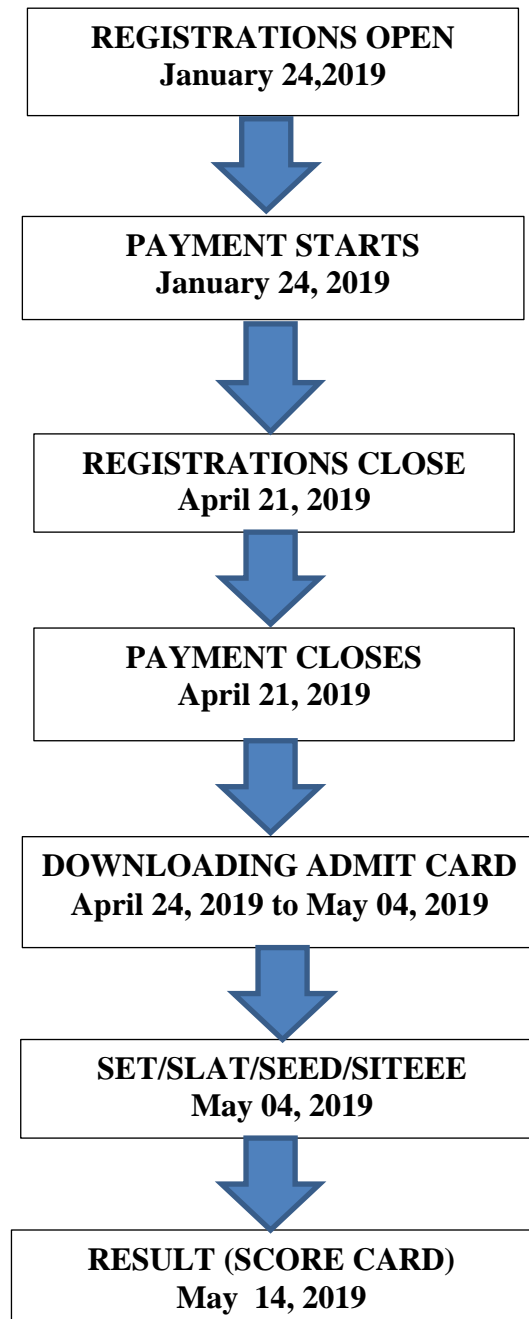 REGISTRATIONS OPEN
January 24,2019
PAYMENT STARTS
January 24, 2019
REGISTRATIONS CLOSE
April 21, 2019
PAYMENT CLOSES
April 21, 2019
DOWNLOADING ADMIT CARD
April 24, 2019 to May 04, 2019
SET/SLAT/SEED/SITEEE
May 04, 2019
RESULT (SCORE CARD)
May 14, 2019